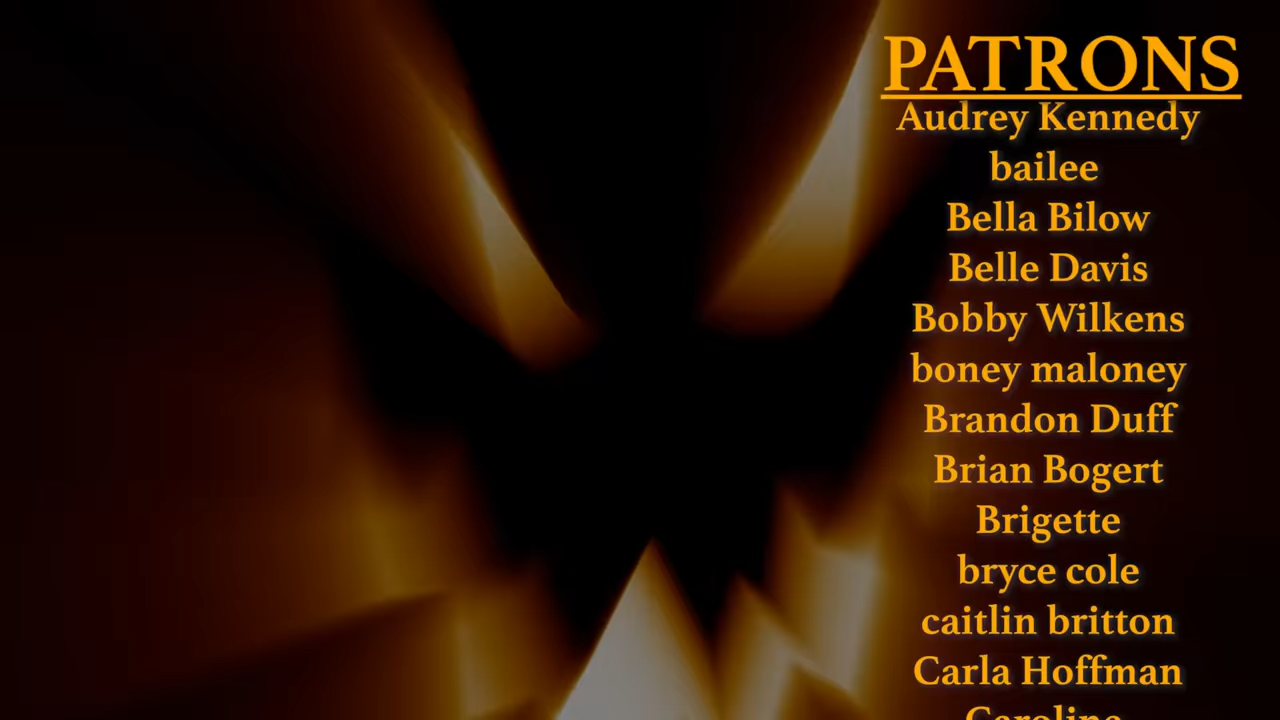 PATRONS
Audrey Kennedy
bailee
Bella Bilow
Belle Davis
Bobby Wilkens
boney maloney
Brandon Duff
Brian Bogert
Brigette
bryce cole
caitlin britton
Carla Hoffman
Caroline